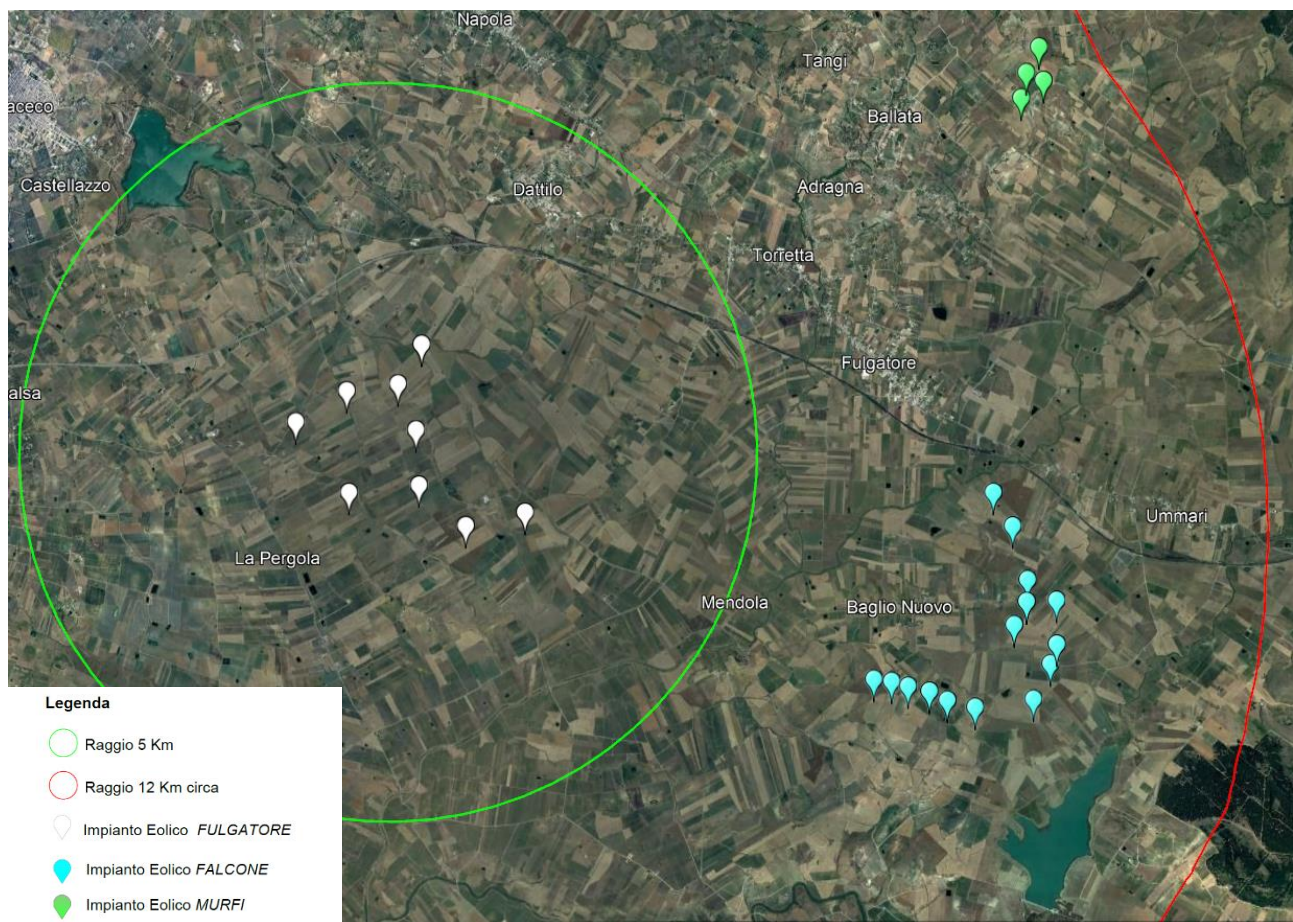 Napola
Tangi
aceco
Ballata
Castellazzo
Dattilo
Adragna
Torretta
Fulgatore
alsa
Ummari
La Pergola
Mendola
Baglio Nuovo
Legenda
Raggio 5 Km
Raggio 12 Km circa
Impianto Eolico FULGATORE
Impianto Eolico FALCONE
Impianto Eolico MURFI